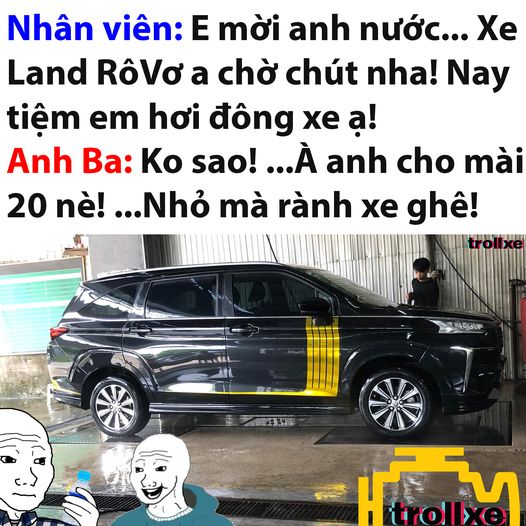 Nhân viên: E mời anh nước... Xe
Land RôVơ a chờ chút nha! Nay
tiệm em hơi đông xe ạ!
Anh Ba: Ko sao! ...À anh cho mài
20 nè! ...Nhỏ mà rành xe ghê!
trollxe
trollxe